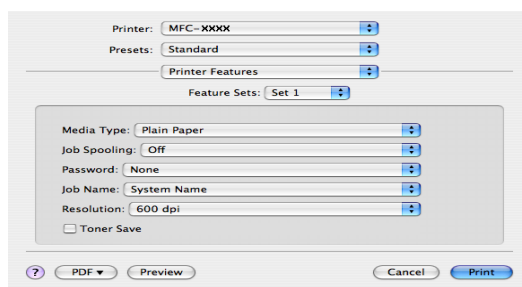 Printer: MFC-XXXX
Presets: Standard
Printer Features
Feature Sets: Set 1
Media Type: Plain Paper
Job Spooling: Off
Password: None
Job Name: System Name
Resolution: 600 dpi
Toner Save
? PDF▼ Preview Cancel Print